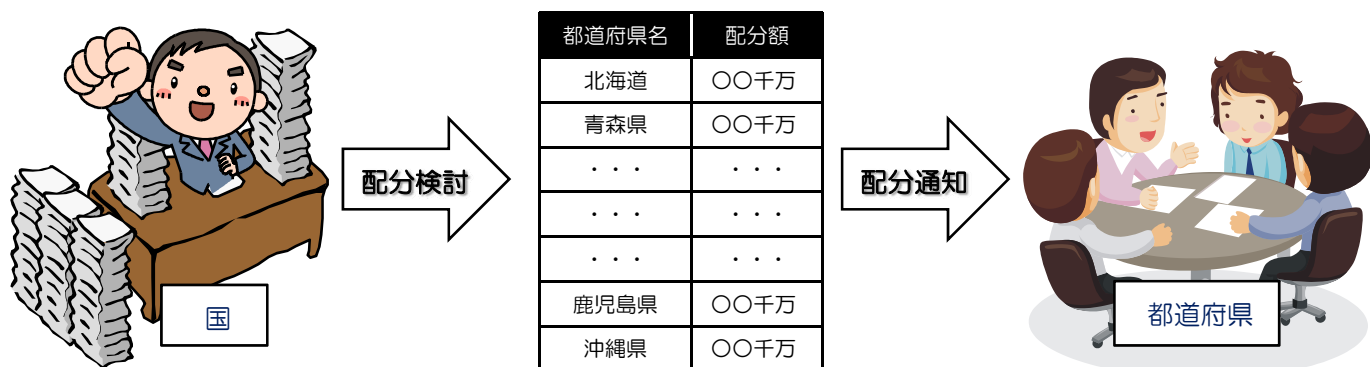 国
配分検討
都道府県名 配分額
北海道 〇〇千万
青森県 〇〇千万
・・・ ・・・
・・・ ・・・
・・・ ・・・
鹿児島県 〇〇千万
沖縄県 〇〇千万
配分通知
都道府県